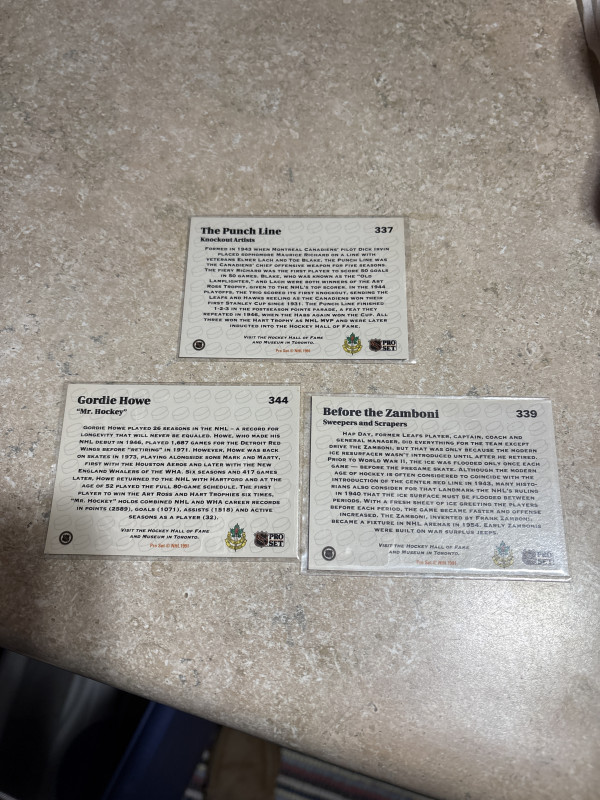 The Punch Line 337
Knockout Artists
FORMED IN 1943 WHEN MONTREAL CANADIENS' PILOT DICK IRVIN
PLACED SOPHOMORE MAURICE RICHARD ON A LINE WITH
VETERANS ELMER LACH AND TOE BLAKE, THE PUNCH LINE WAS
THE CANADIENS' CHIEF OFFENSIVE WEAPON FOR FIVE SEASONS.
THE FIERY RICHARD WAS THE FIRST PLAYER TO SCORE 50 GOALS
IN 50 GAMES. BLAKE, WHO WAS KNOWN AS THE "OLD
LAMPLIGHTER," AND LACH WERE BOTH WINNERS OF THE ART
ROSS TROPHY, GIVEN TO THE NHL'S TOP SCORER. IN THE 1944
PLAYOFFS, THE TRIO SCORED ITS FIRST KNOCKOUT, SENDING THE
LEAFS AND HAWKS REELING AS THE CANADIENS WON THEIR
FIRST STANLEY CUP SINCE 1931. THE PUNCH LINE FINISHED
1-2-3 IN THE POSTSEASON POINTS PARADE, A FEAT THEY
REPEATED IN 1946, WHEN THE HABS AGAIN WON THE CUP. ALL
THREE WON THE HART TROPHY AS NHL MVP AND WERE LATER
INDUCTED INTO THE HOCKEY HALL OF FAME.
VISIT THE HOCKEY HALL OF FAME
AND MUSEUM IN TORONTO.
Pro Set © NHL 1991
PRO
SET
Gordie Howe 344
"Mr. Hockey"
GORDIE HOWE PLAYED 26 SEASONS IN THE NHL – A RECORD FOR
LONGEVITY THAT WILL NEVER BE EQUALED. HOWE, WHO MADE HIS
NHL DEBUT IN 1946, PLAYED 1,687 GAMES FOR THE DETROIT RED
WINGS BEFORE "RETIRING" IN 1971. HOWEVER, HOWE WAS BACK
ON SKATES IN 1973, PLAYING ALONGSIDE SONS MARK AND MARTY,
FIRST WITH THE HOUSTON AEROS AND LATER WITH THE NEW
ENGLAND WHALERS OF THE WHA. SIX SEASONS AND 417 GAMES
LATER, HOWE RETURNED TO THE NHL WITH HARTFORD AND AT THE
AGE OF 52 PLAYED THE FULL 80-GAME SCHEDULE. THE FIRST
PLAYER TO WIN THE ART ROSS AND HART TROPHIES SIX TIMES,
"MR. HOCKEY" HOLDS COMBINED NHL AND WHA CAREER RECORDS
IN POINTS (2589), GOALS (1071), ASSISTS (1518) AND ACTIVE
SEASONS AS A PLAYER (32).
VISIT THE HOCKEY HALL OF FAME
AND MUSEUM IN TORONTO.
Pro Set © NHL 1991
PRO
SET
Before the Zamboni 339
Sweepers and Scrapers
HAP DAY, FORMER LEAFS PLAYER, CAPTAIN, COACH AND
GENERAL MANAGER, DID EVERYTHING FOR THE TEAM EXCEPT
DRIVE THE ZAMBONI, BUT THAT WAS ONLY BECAUSE THE MODERN
ICE RESURFACER WASN'T INTRODUCED UNTIL AFTER HE RETIRED.
PRIOR TO WORLD WAR II, THE ICE WAS FLOODED ONLY ONCE EACH
GAME — BEFORE THE PREGAME SKATE. ALTHOUGH THE MODERN
AGE OF HOCKEY IS OFTEN CONSIDERED TO COINCIDE WITH THE
INTRODUCTION OF THE CENTER RED LINE IN 1943, MANY HISTO-
RIANS ALSO CONSIDER FOR THAT LANDMARK THE NHL'S RULING
IN 1940 THAT THE ICE SURFACE MUST BE FLOODED BETWEEN
PERIODS. WITH A FRESH SHEET OF ICE GREETING THE PLAYERS
BEFORE EACH PERIOD, THE GAME BECAME FASTER AND OFFENSE
INCREASED. THE ZAMBONI, INVENTED BY FRANK ZAMBONI,
BECAME A FIXTURE IN NHL ARENAS IN 1954. EARLY ZAMBONIS
WERE BUILT ON WAR SURPLUS JEEPS.
VISIT THE HOCKEY HALL OF FAME
AND MUSEUM IN TORONTO.
Pro Set © NHL 1991
PRO
SET